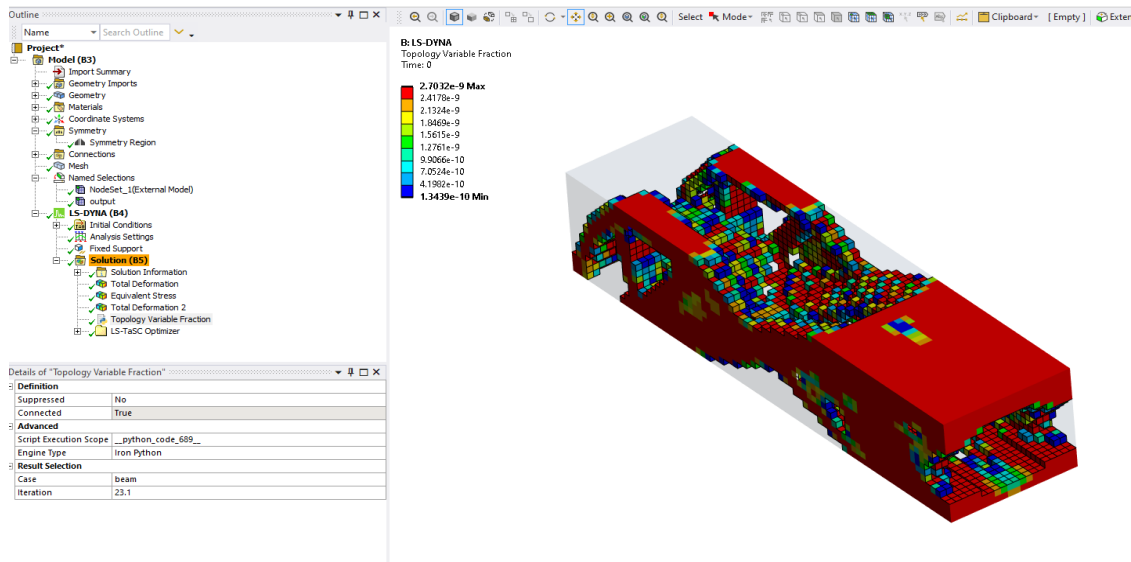 Outline
Name
Search Outline
Project*
Model (B3)
Import Summary
Geometry Imports
Geometry
Materials
Coordinate Systems
Symmetry
Symmetry Region
Connections
Mesh
Named Selections
NodeSet_1(External Model)
output
LS-DYNA (B4)
Initial Conditions
Analysis Settings
Fixed Support
Solution (B5)
Solution Information
Total Deformation
Equivalent Stress
Total Deformation 2
Topology Variable Fraction
LS-TaSC Optimizer
Details of "Topology Variable Fraction"
Definition
Suppressed No
Connected True
Advanced
Script Execution Scope __python_code_689__
Engine Type Iron Python
Result Selection
Case beam
Iteration 23.1
Select Mode Clipboard [ Empty ] Exten
B: LS-DYNA
Topology Variable Fraction
Time: 0
2.7032e-9 Max
2.4178e-9
2.1324e-9
1.8469e-9
1.5615e-9
1.2761e-9
9.9066e-10
7.0524e-10
4.1982e-10
1.3439e-10 Min